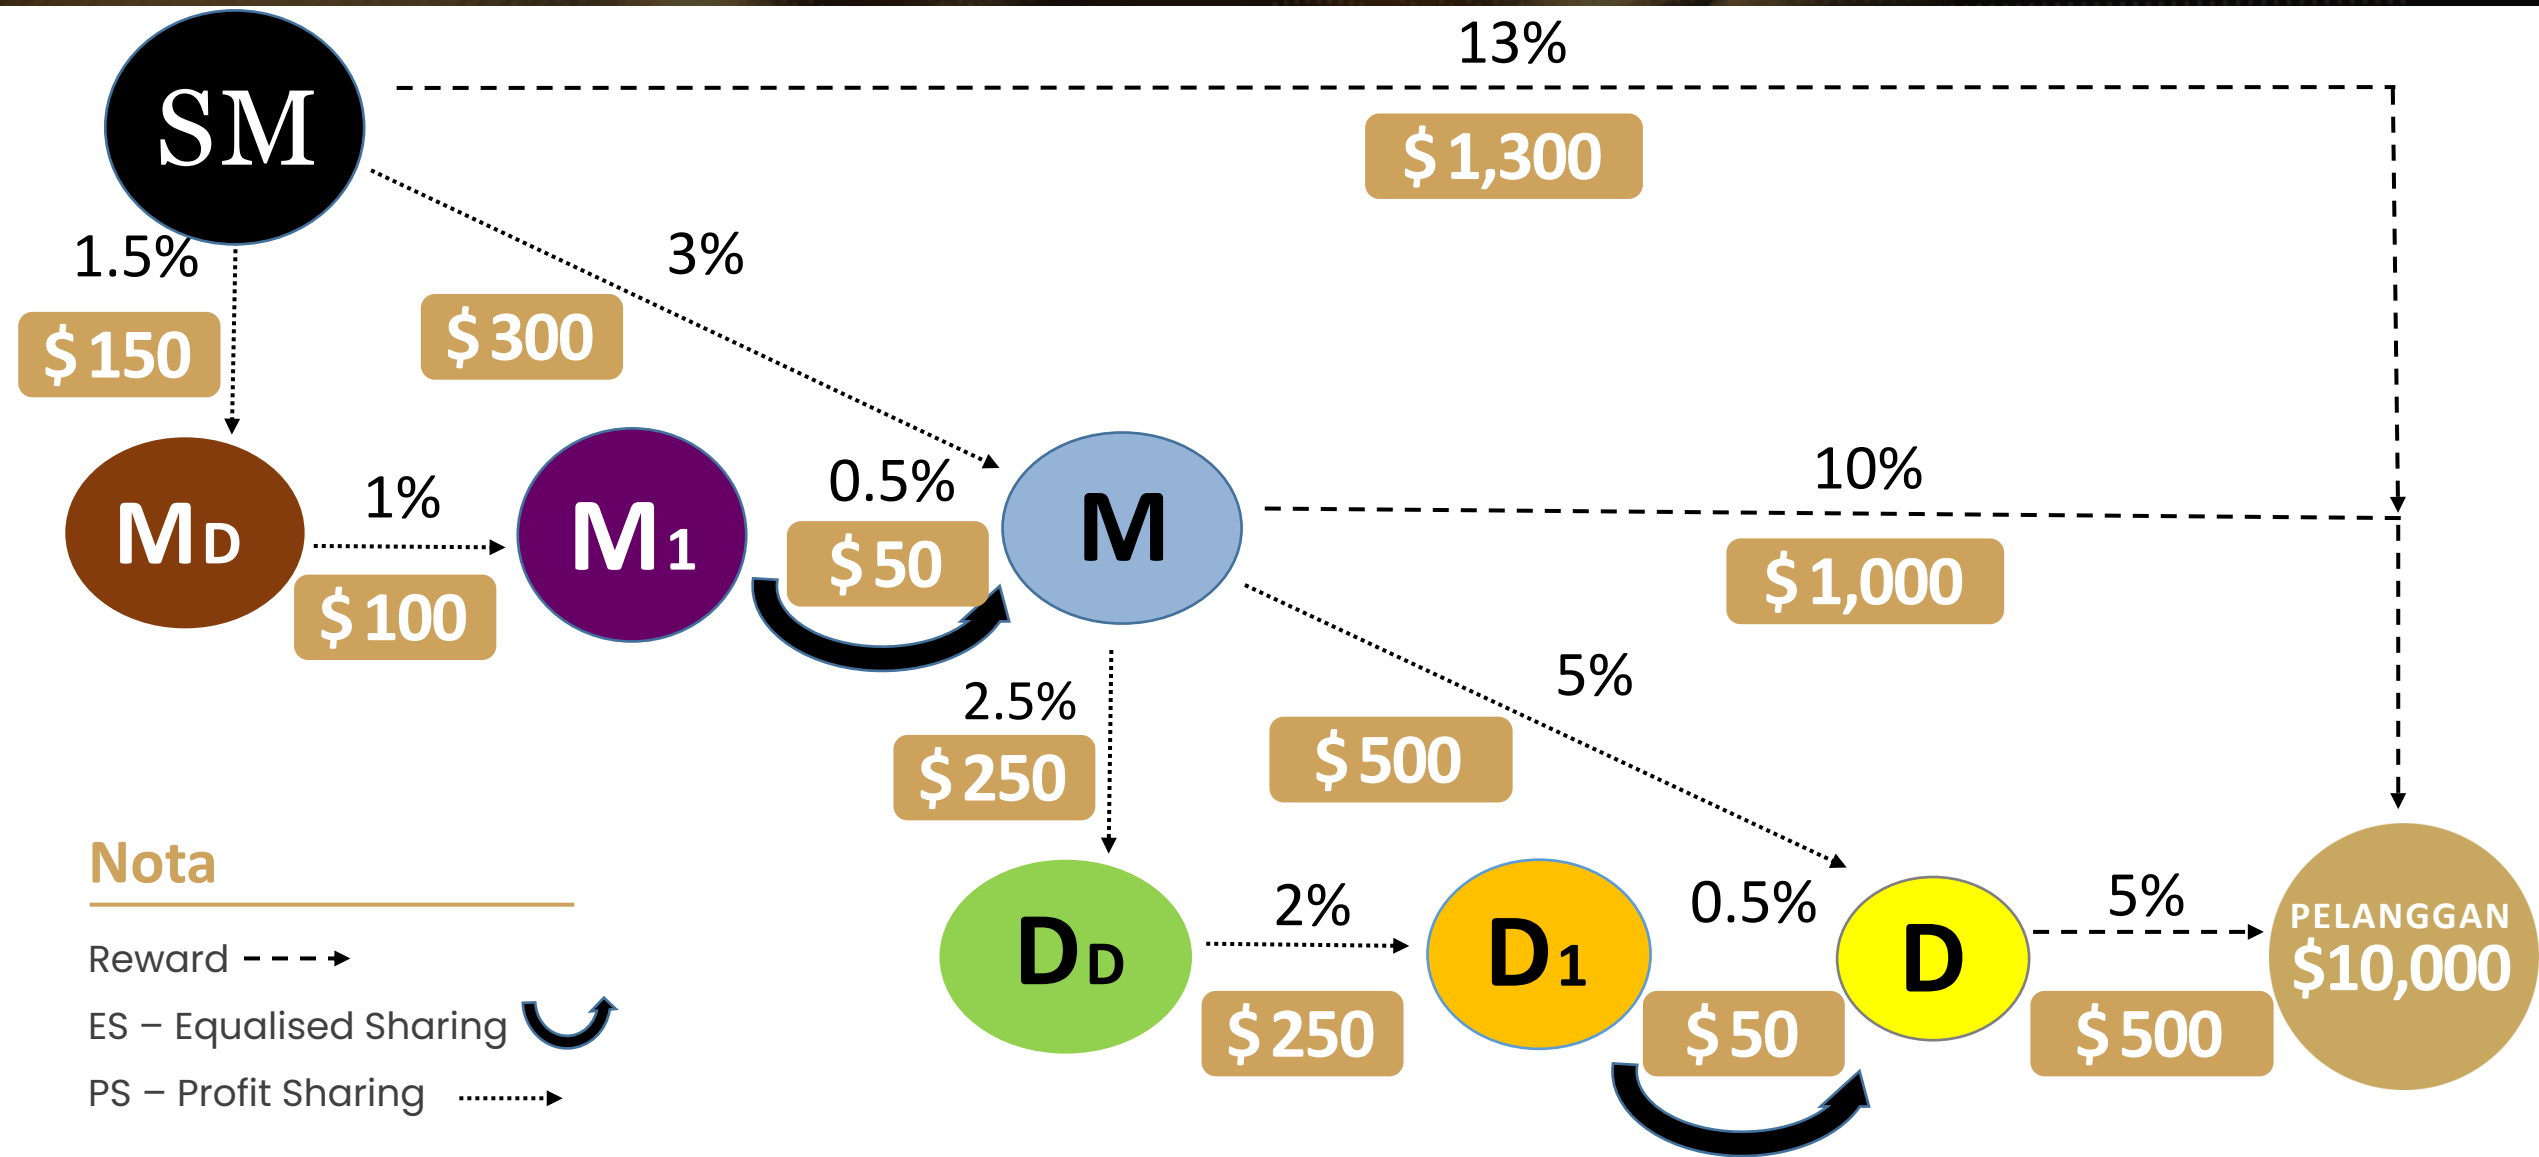 13%
SM
$ 1,300
1.5%
3%
$ 150
$ 300
MD
1%
$ 100
M1
0.5%
$ 50
M
10%
$ 1,000
2.5%
$ 250
5%
$ 500
Nota
Reward
ES – Equalised Sharing
PS – Profit Sharing
DD
2%
$ 250
D1
0.5%
$ 50
D
5%
$ 500
PELANGGAN
$10,000